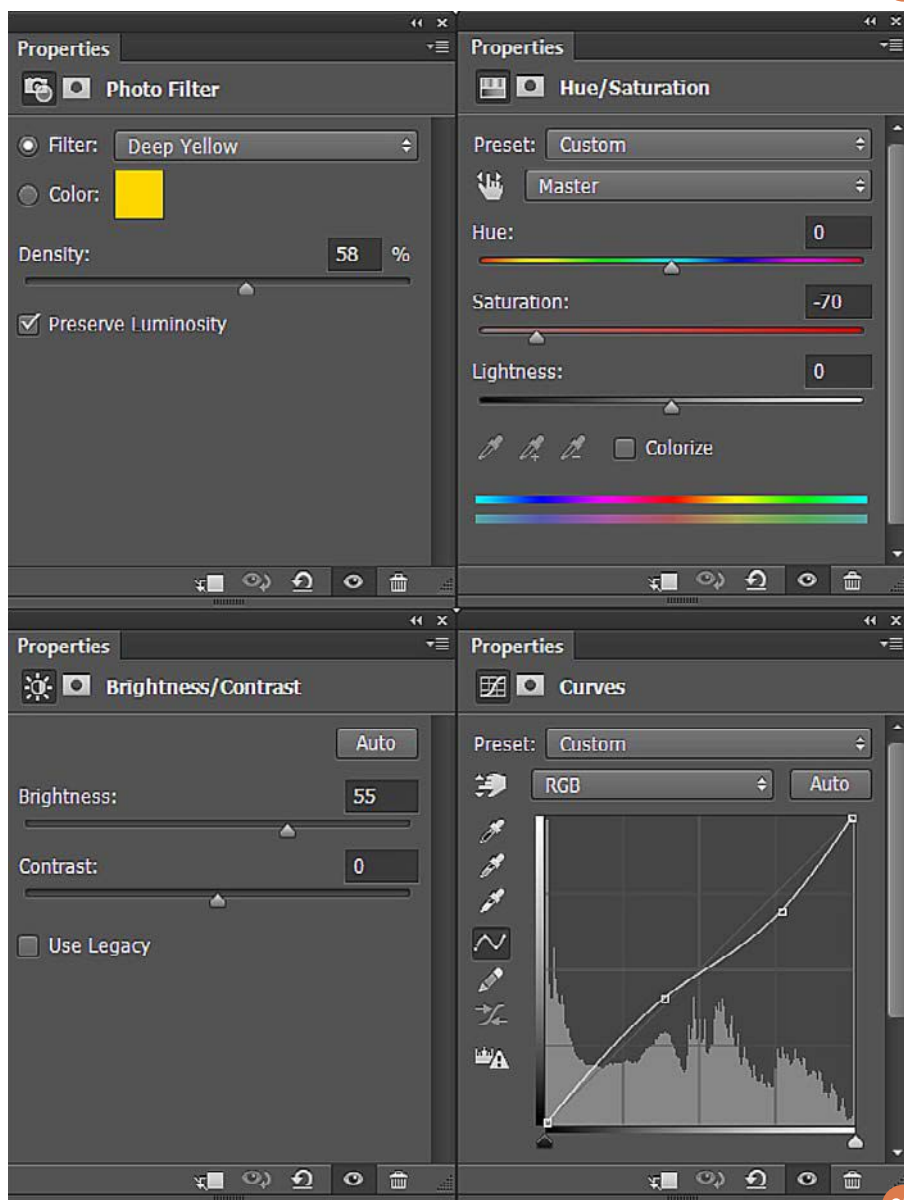 Properties
Photo Filter
Filter: Deep Yellow
Color:
Density: 58 %
Preserve Luminosity
Properties
Hue/Saturation
Preset: Custom
Master
Hue: 0
Saturation: -70
Lightness: 0
Colorize
Properties
Brightness/Contrast
Auto
Brightness: 55
Contrast: 0
Use Legacy
Properties
Curves
Preset: Custom
RGB Auto